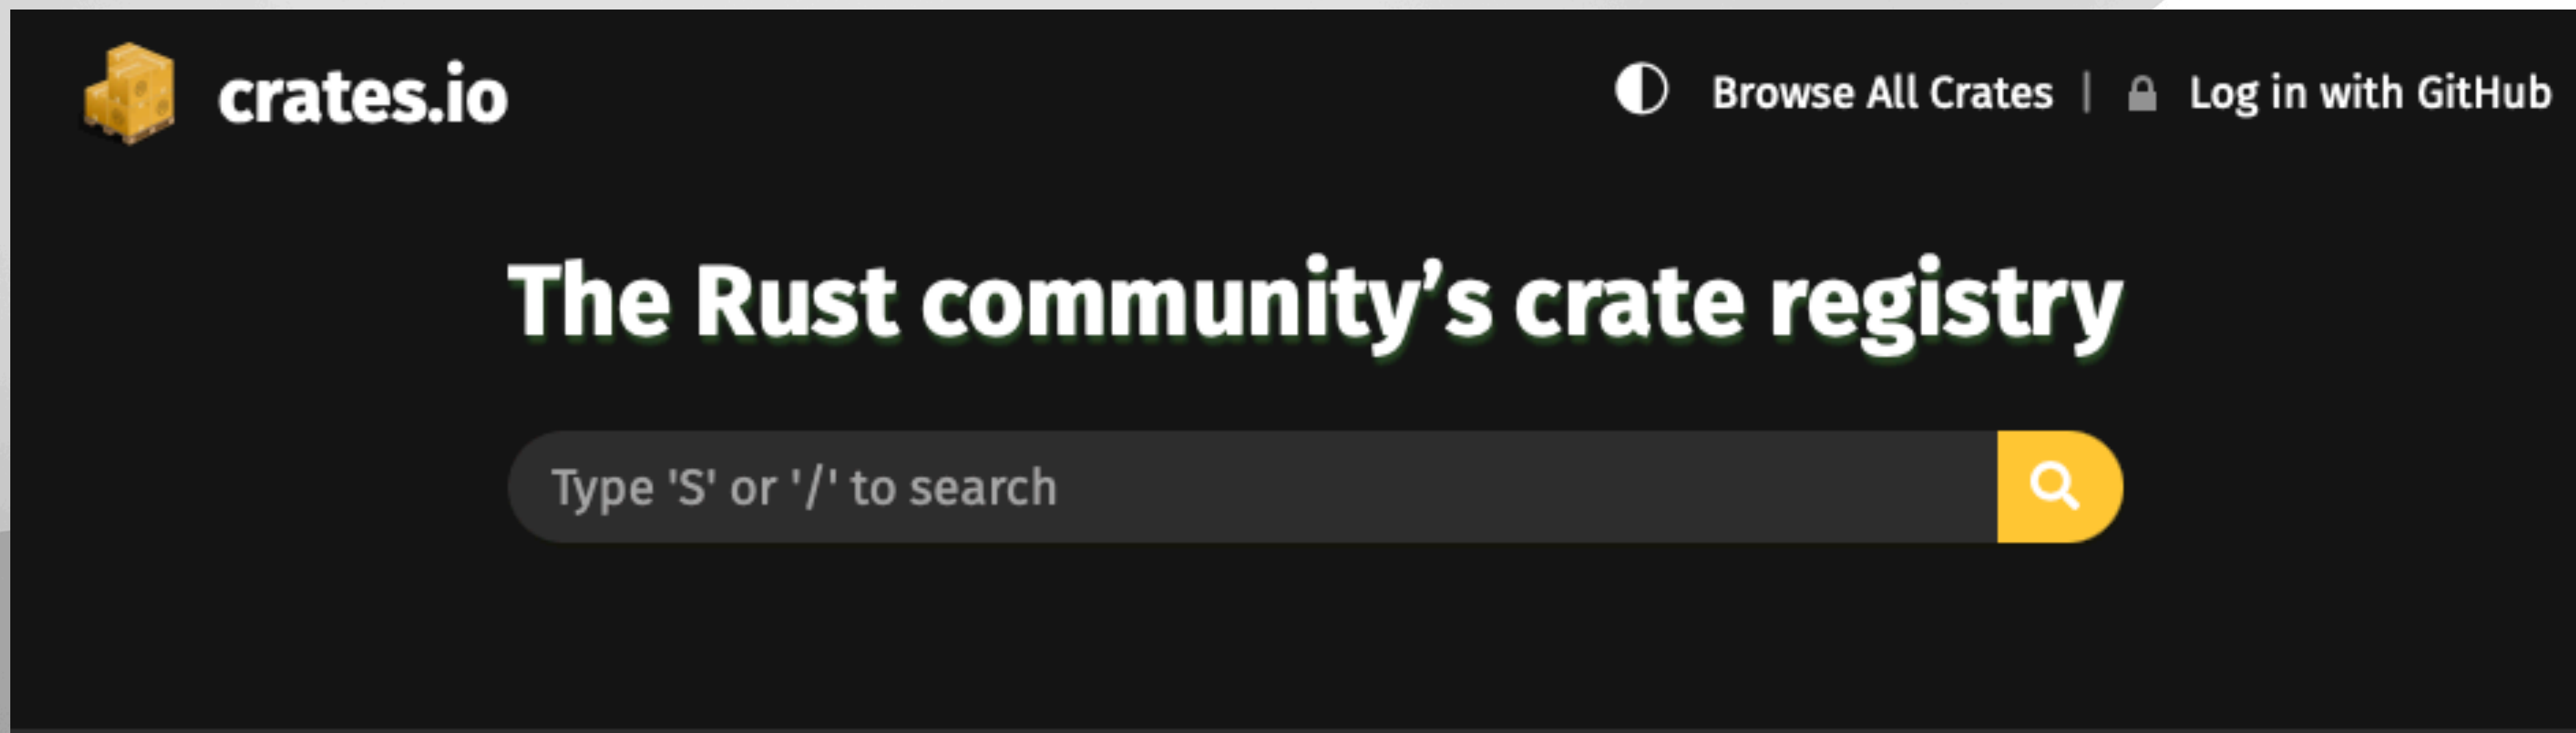 crates.io
Browse All Crates | Log in with GitHub
The Rust community’s crate registry
Type 'S' or '/' to search